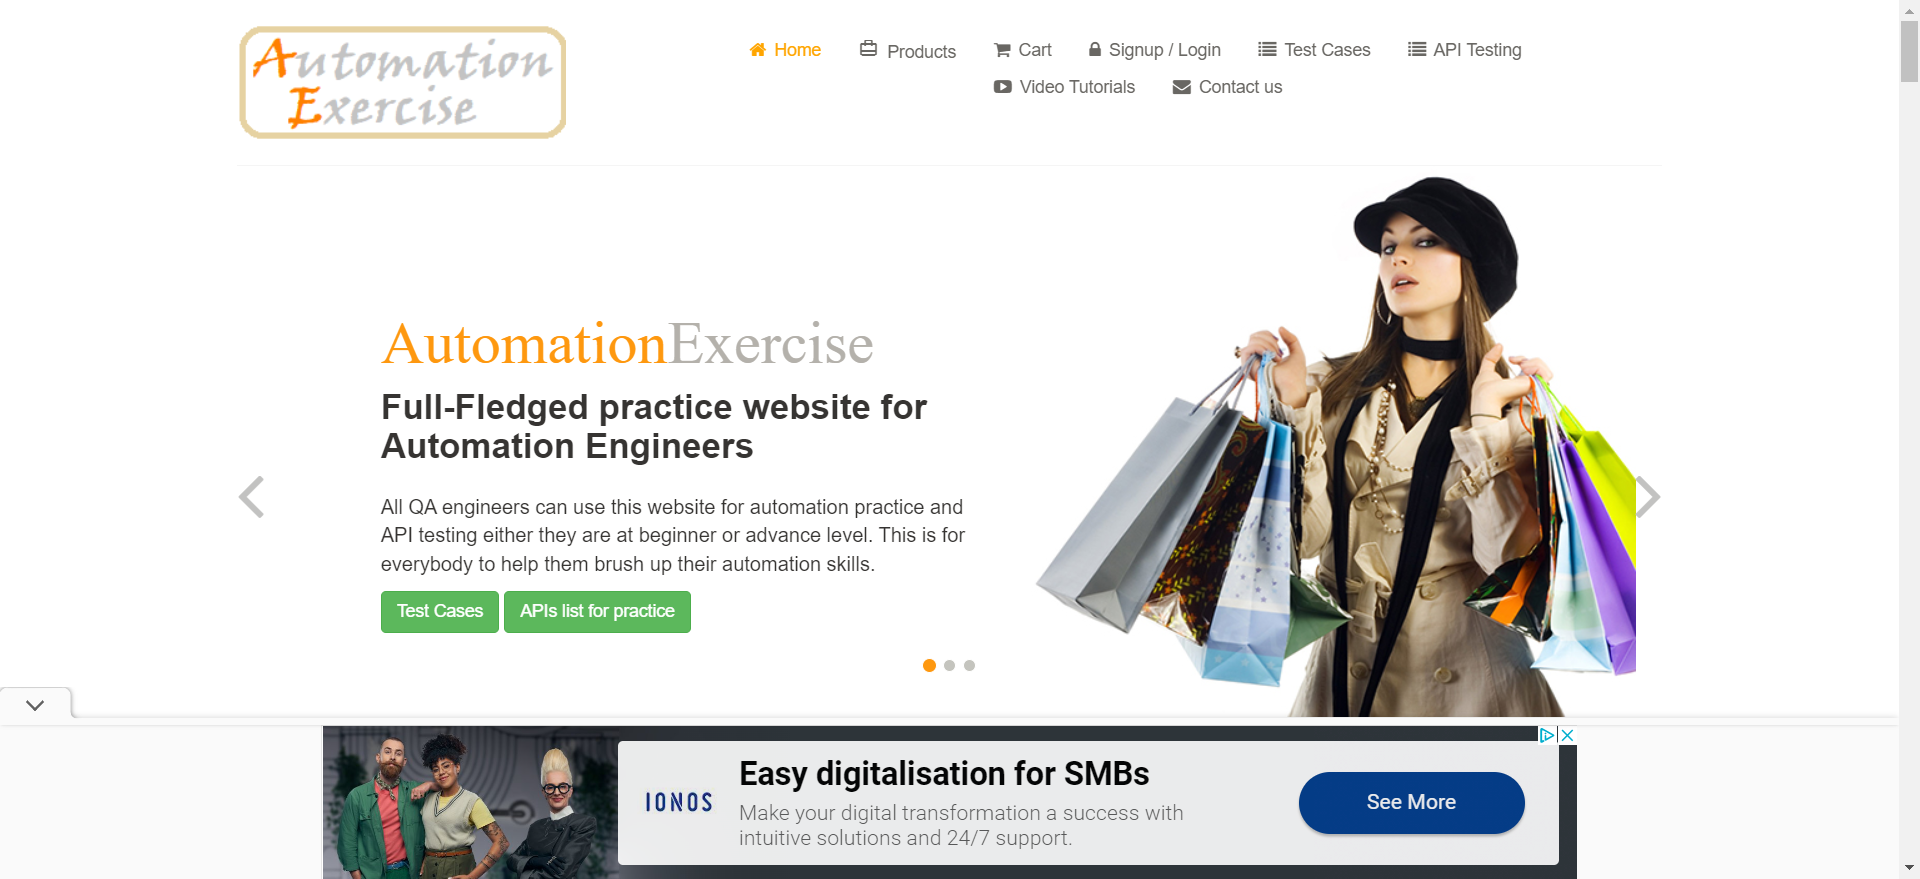 Automation
Exercise
Home
Products
Cart
Signup / Login
Test Cases
API Testing
Video Tutorials
Contact us
AutomationExercise
Full-Fledged practice website for
Automation Engineers
All QA engineers can use this website for automation practice and
API testing either they are at beginner or advance level. This is for
everybody to help them brush up their automation skills.
Test Cases
APIs list for practice
IONOS
Easy digitalisation for SMBs
Make your digital transformation a success with
intuitive solutions and 24/7 support.
See More